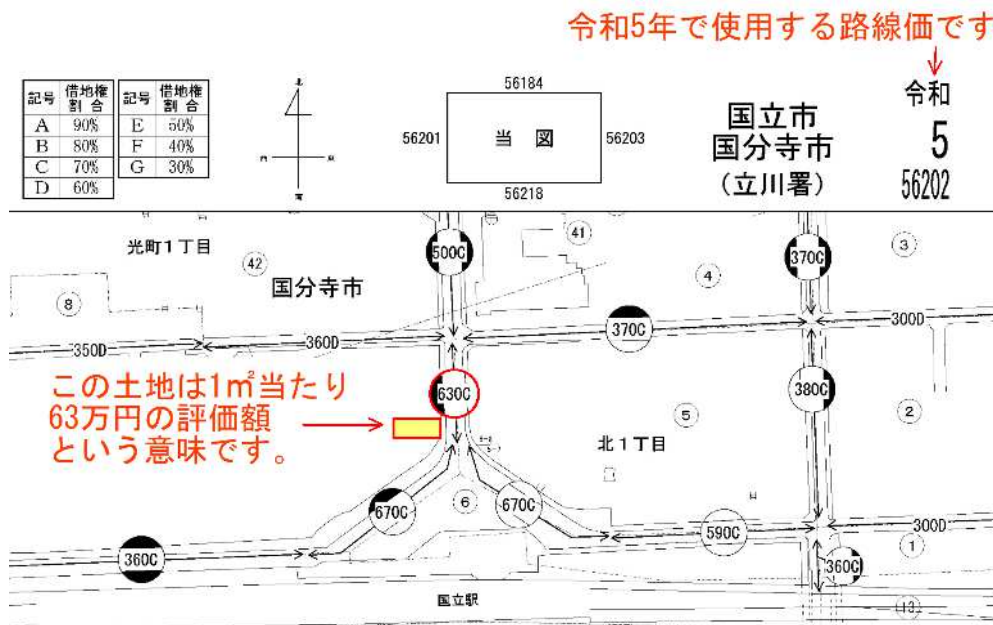 令和5年で使用する路線価です
記号 借地権割合 記号 借地権割合
A 90% E 50%
B 80% F 40%
C 70% G 30%
D 60%
北
西 東
南
56184
56201 当図 56203
56218
国立市
国分寺市
(立川署)
令和
5
56202
光町1丁目
42
国分寺市
8
500C
41
4
370C
3
350D
360D
370C
300D
この土地は1㎡当たり
63万円の評価額
という意味です。
630C
5
北1丁目
380C
2
670C
6
670C
590C
300D
1
360C
360C
国立駅
13